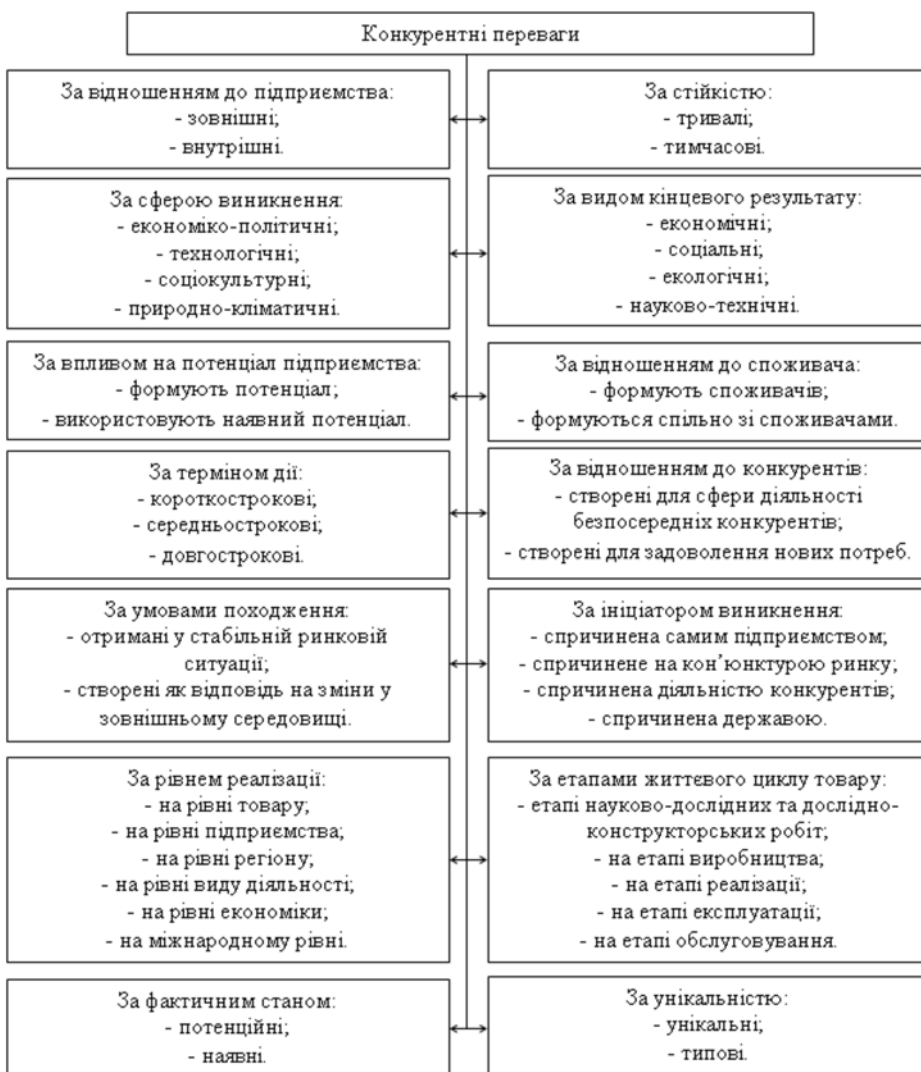 Конкурентні переваги
За відношенням до підприємства:
- зовнішні;
- внутрішні.
За стійкістю:
- тривалі;
- тимчасові.
За сферою виникнення:
- економіко-політичні;
- технологічні;
- соціокультурні;
- природно-кліматичні.
За видом кінцевого результату:
- економічні;
- соціальні;
- екологічні;
- науково-технічні.
За впливом на потенціал підприємства:
- формують потенціал;
- використовують наявний потенціал.
За відношенням до споживача:
- формують споживачів;
- формуються спільно зі споживачами.
За терміном дії:
- короткострокові;
- середньострокові;
- довгострокові.
За відношенням до конкурентів:
- створені для сфери діяльності
безпосередніх конкурентів;
- створені для задоволення нових потреб.
За умовами походження:
- отримані у стабільній ринковій
ситуації;
- створені як відповідь на зміни у
зовнішньому середовищі.
За ініціатором виникнення:
- спричинена самим підприємством;
- спричинене на кон’юнктурою ринку;
- спричинена діяльністю конкурентів;
- спричинена державою.
За рівнем реалізації:
- на рівні товару;
- на рівні підприємства;
- на рівні регіону;
- на рівні виду діяльності;
- на рівні економіки;
- на міжнародному рівні.
За етапами життєвого циклу товару:
- етапі науково-дослідних та дослідно-
конструкторських робіт;
- на етапі виробництва;
- на етапі реалізації;
- на етапі експлуатації;
- на етапі обслуговування.
За фактичним станом:
- потенційні;
- наявні.
За унікальністю:
- унікальні;
- типові.